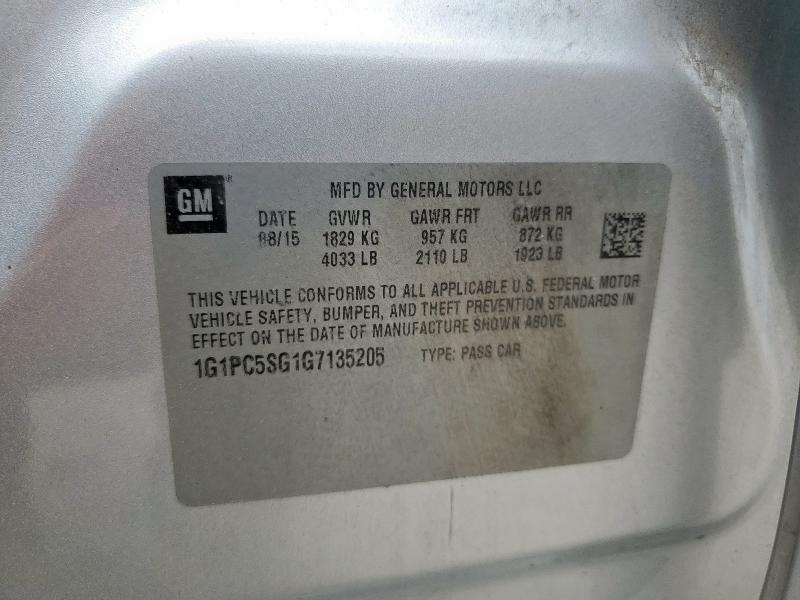 GM®
MFD BY GENERAL MOTORS LLC
DATE GVWR GAWR FRT GAWR RR
08/15 1829 KG 957 KG 872 KG
4033 LB 2110 LB 1923 LB
THIS VEHICLE CONFORMS TO ALL APPLICABLE U.S. FEDERAL MOTOR
VEHICLE SAFETY, BUMPER, AND THEFT PREVENTION STANDARDS IN
EFFECT ON THE DATE OF MANUFACTURE SHOWN ABOVE.
1G1PC5SG1G7135205 TYPE: PASS CAR